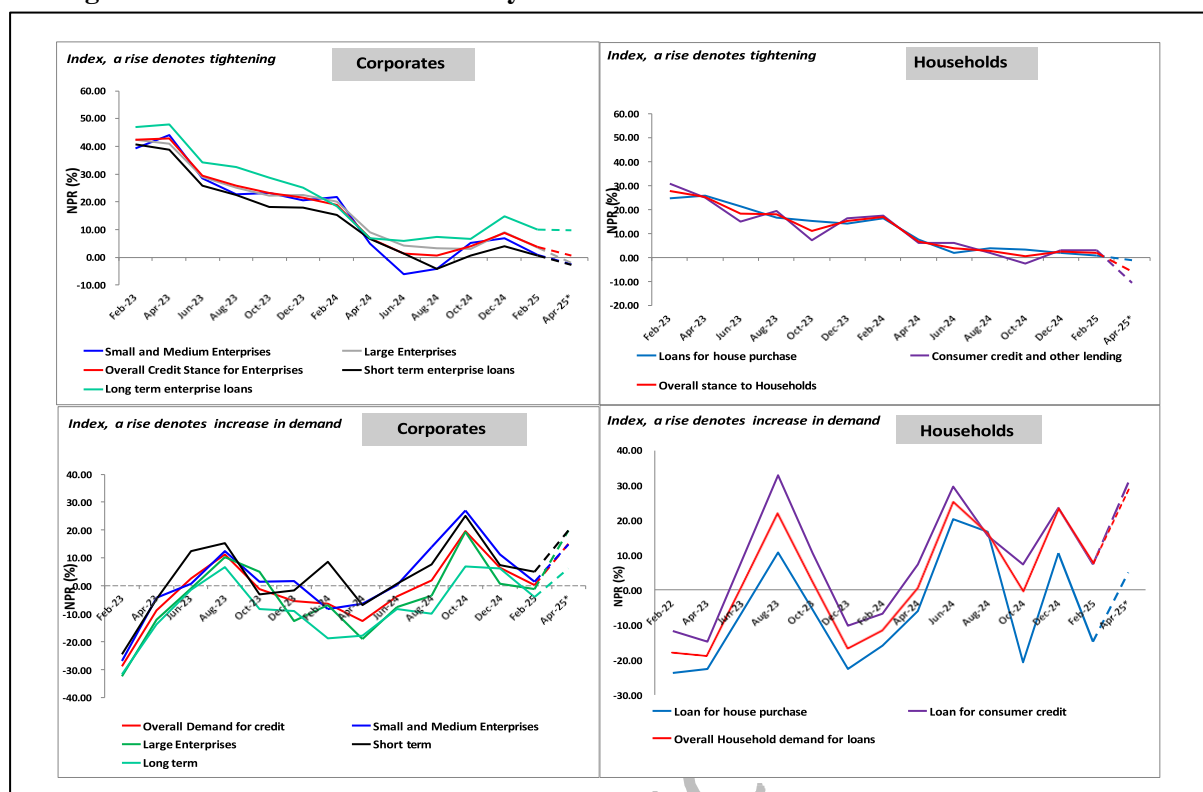 Index, a rise denotes tightening
Corporates
NPR (%)
60.00
50.00
40.00
30.00
20.00
10.00
0.00
-10.00
Feb-23
Apr-23
Jun-23
Aug-23
Oct-23
Dec-23
Feb-24
Apr-24
Jun-24
Aug-24
Oct-24
Dec-24
Feb-25
Apr-25*
Small and Medium Enterprises
Large Enterprises
Overall Credit Stance for Enterprises
Short term enterprise loans
Long term enterprise loans
Index, a rise denotes tightening
Households
NPR (%)
60.00
50.00
40.00
30.00
20.00
10.00
0.00
-10.00
-20.00
Feb-23
Apr-23
Jun-23
Aug-23
Oct-23
Dec-23
Feb-24
Apr-24
Jun-24
Aug-24
Oct-24
Dec-24
Feb-25
Apr-25*
Loans for house purchase
Consumer credit and other lending
Overall stance to Households
Index, a rise denotes increase in demand
Corporates
NPR (%)
40.00
30.00
20.00
10.00
0.00
-10.00
-20.00
-30.00
-40.00
Feb-23
Apr-23
Jun-23
Aug-23
Oct-23
Dec-23
Feb-24
Apr-24
Jun-24
Aug-24
Oct-24
Dec-24
Feb-25
Apr-25*
Overall Demand for credit
Small and Medium Enterprises
Large Enterprises
Short term
Long term
Index, a rise denotes increase in demand
Households
NPR (%)
40.00
30.00
20.00
10.00
0.00
-10.00
-20.00
-30.00
Feb-22
Apr-23
Jun-23
Aug-23
Oct-23
Dec-23
Feb-24
Apr-24
Jun-24
Aug-24
Oct-24
Dec-24
Feb-25
Apr-25*
Loan for house purchase
Loan for consumer credit
Overall Household demand for loans